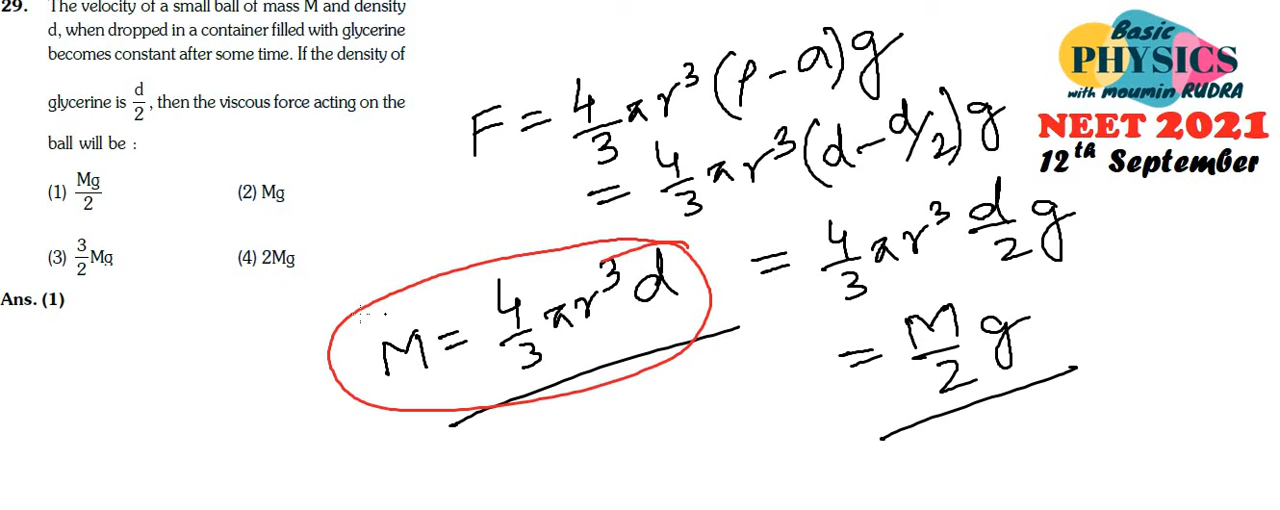 29. The velocity of a small ball of mass M and density
d, when dropped in a container filled with glycerine
becomes constant after some time. If the density of
glycerine is d/2, then the viscous force acting on the
ball will be :
(1) Mg/2 (2) Mg
(3) 3/2 Mg (4) 2Mg
Ans. (1)
F = 4/3 πr³(ρ - a)g
= 4/3 πr³(d - d/2)g
= 4/3 πr³ d/2 g
M = 4/3 πr³d
= M/2 g
Basic
PHYSICS
with moumin RUDRA
NEET 2021
12th September